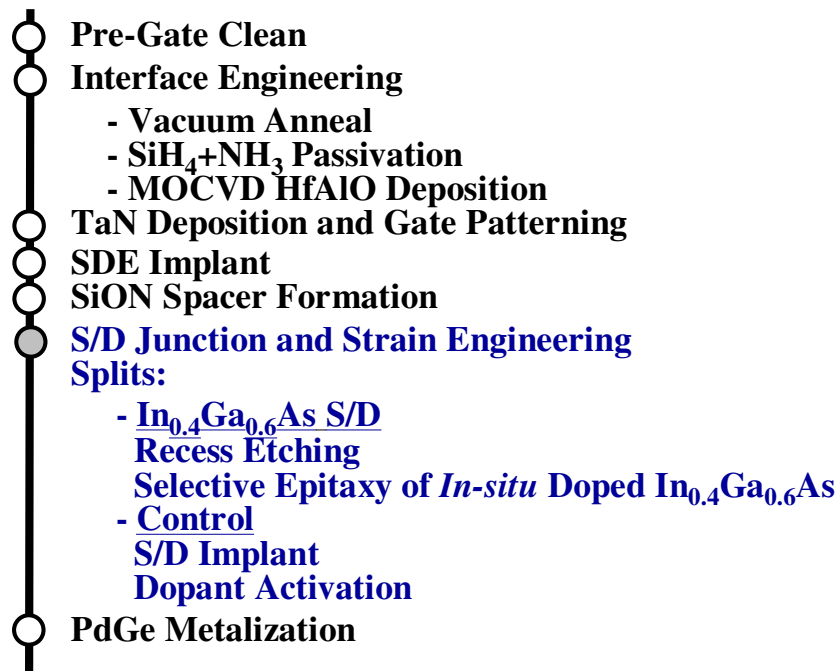 Pre-Gate Clean
Interface Engineering
- Vacuum Anneal
- SiH₄+NH₃ Passivation
- MOCVD HfAlO Deposition
TaN Deposition and Gate Patterning
SDE Implant
SiON Spacer Formation
S/D Junction and Strain Engineering
Splits:
- In₀.₄Ga₀.₆As S/D
Recess Etching
Selective Epitaxy of In-situ Doped In₀.₄Ga₀.₆As
- Control
S/D Implant
Dopant Activation
PdGe Metalization